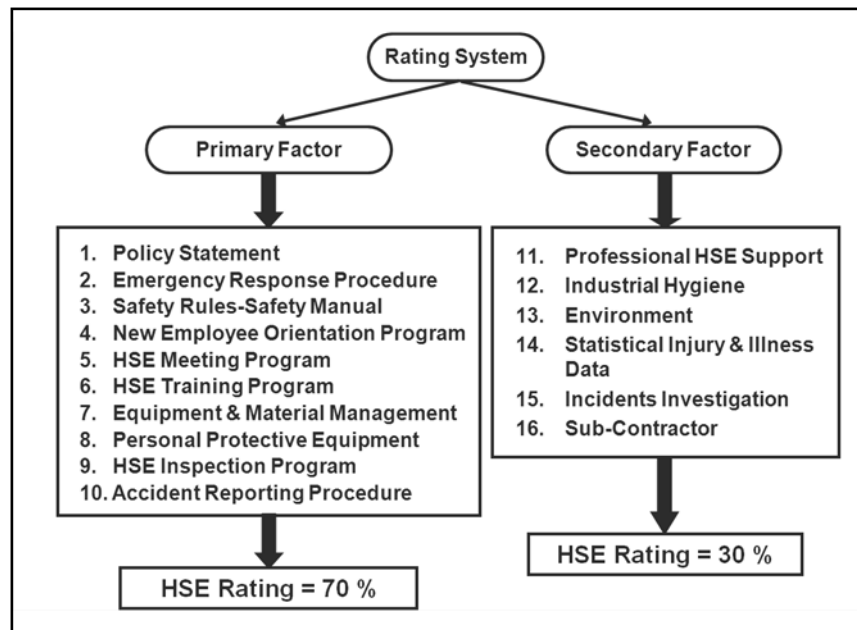 Rating System
Primary Factor
Secondary Factor
1. Policy Statement
2. Emergency Response Procedure
3. Safety Rules-Safety Manual
4. New Employee Orientation Program
5. HSE Meeting Program
6. HSE Training Program
7. Equipment & Material Management
8. Personal Protective Equipment
9. HSE Inspection Program
10. Accident Reporting Procedure
11. Professional HSE Support
12. Industrial Hygiene
13. Environment
14. Statistical Injury & Illness
Data
15. Incidents Investigation
16. Sub-Contractor
HSE Rating = 70 %
HSE Rating = 30 %